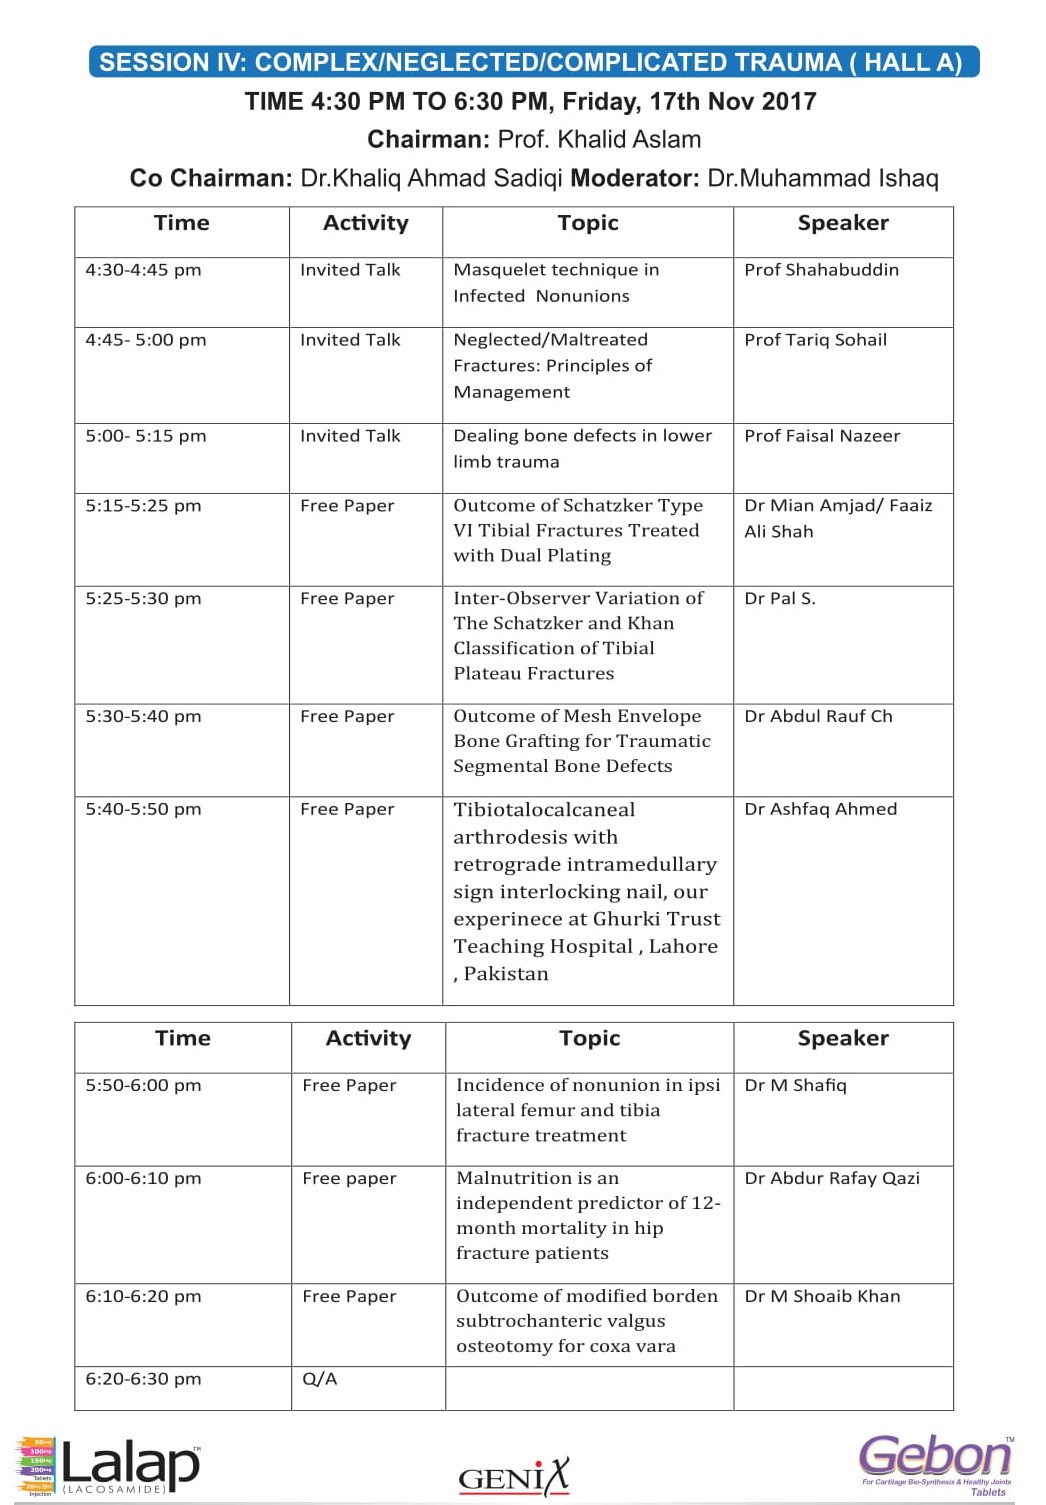 SESSION IV: COMPLEX/NEGLECTED/COMPLICATED TRAUMA ( HALL A)
TIME 4:30 PM TO 6:30 PM, Friday, 17th Nov 2017
Chairman: Prof. Khalid Aslam
Co Chairman: Dr.Khaliq Ahmad Sadiqi Moderator: Dr.Muhammad Ishaq
Time Activity Topic Speaker
4:30-4:45 pm Invited Talk Masquelet technique in Prof Shahabuddin
Infected Nonunions
4:45- 5:00 pm Invited Talk Neglected/Maltreated Prof Tariq Sohail
Fractures: Principles of
Management
5:00- 5:15 pm Invited Talk Dealing bone defects in lower Prof Faisal Nazeer
limb trauma
5:15-5:25 pm Free Paper Outcome of Schatzker Type Dr Mian Amjad/ Faaiz
VI Tibial Fractures Treated Ali Shah
with Dual Plating
5:25-5:30 pm Free Paper Inter-Observer Variation of Dr Pal S.
The Schatzker and Khan
Classification of Tibial
Plateau Fractures
5:30-5:40 pm Free Paper Outcome of Mesh Envelope Dr Abdul Rauf Ch
Bone Grafting for Traumatic
Segmental Bone Defects
5:40-5:50 pm Free Paper Tibiotalocalcaneal Dr Ashfaq Ahmed
arthrodesis with
retrograde intramedullary
sign interlocking nail, our
experinece at Ghurki Trust
Teaching Hospital , Lahore
, Pakistan
Time Activity Topic Speaker
5:50-6:00 pm Free Paper Incidence of nonunion in ipsi Dr M Shafiq
lateral femur and tibia
fracture treatment
6:00-6:10 pm Free paper Malnutrition is an Dr Abdur Rafay Qazi
independent predictor of 12-
month mortality in hip
fracture patients
6:10-6:20 pm Free Paper Outcome of modified borden Dr M Shoaib Khan
subtrochanteric valgus
osteotomy for coxa vara
6:20-6:30 pm Q/A
50mg
100mg
150mg
200mg
Tablets
Injection
Lalap™
(LACOSAMIDE)
GENIX
Gebon™
For Cartilage Bio-Synthesis & Healthy Joints
Tablets